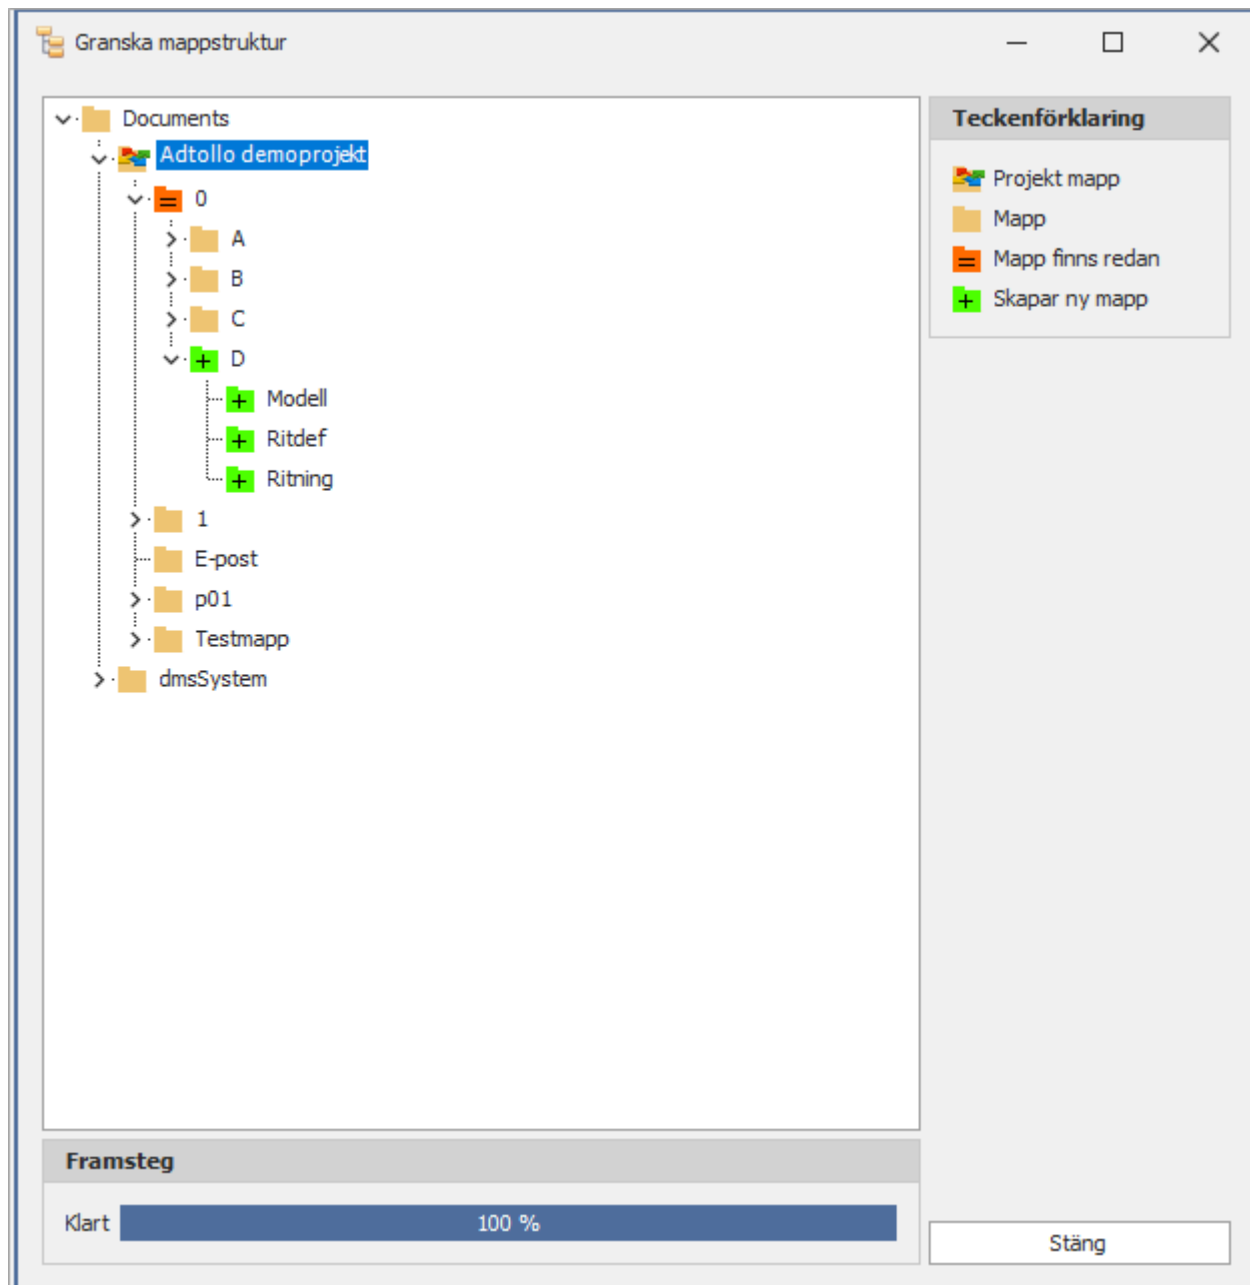 Granska mappstruktur
Documents
Adtollo demoprojekt
0
A
B
C
D
Modell
Ritdef
Ritning
1
E-post
p01
Testmapp
dmsSystem
Teckenförklaring
Projekt mapp
Mapp
Mapp finns redan
Skapar ny mapp
Framsteg
Klart 100 %
Stäng